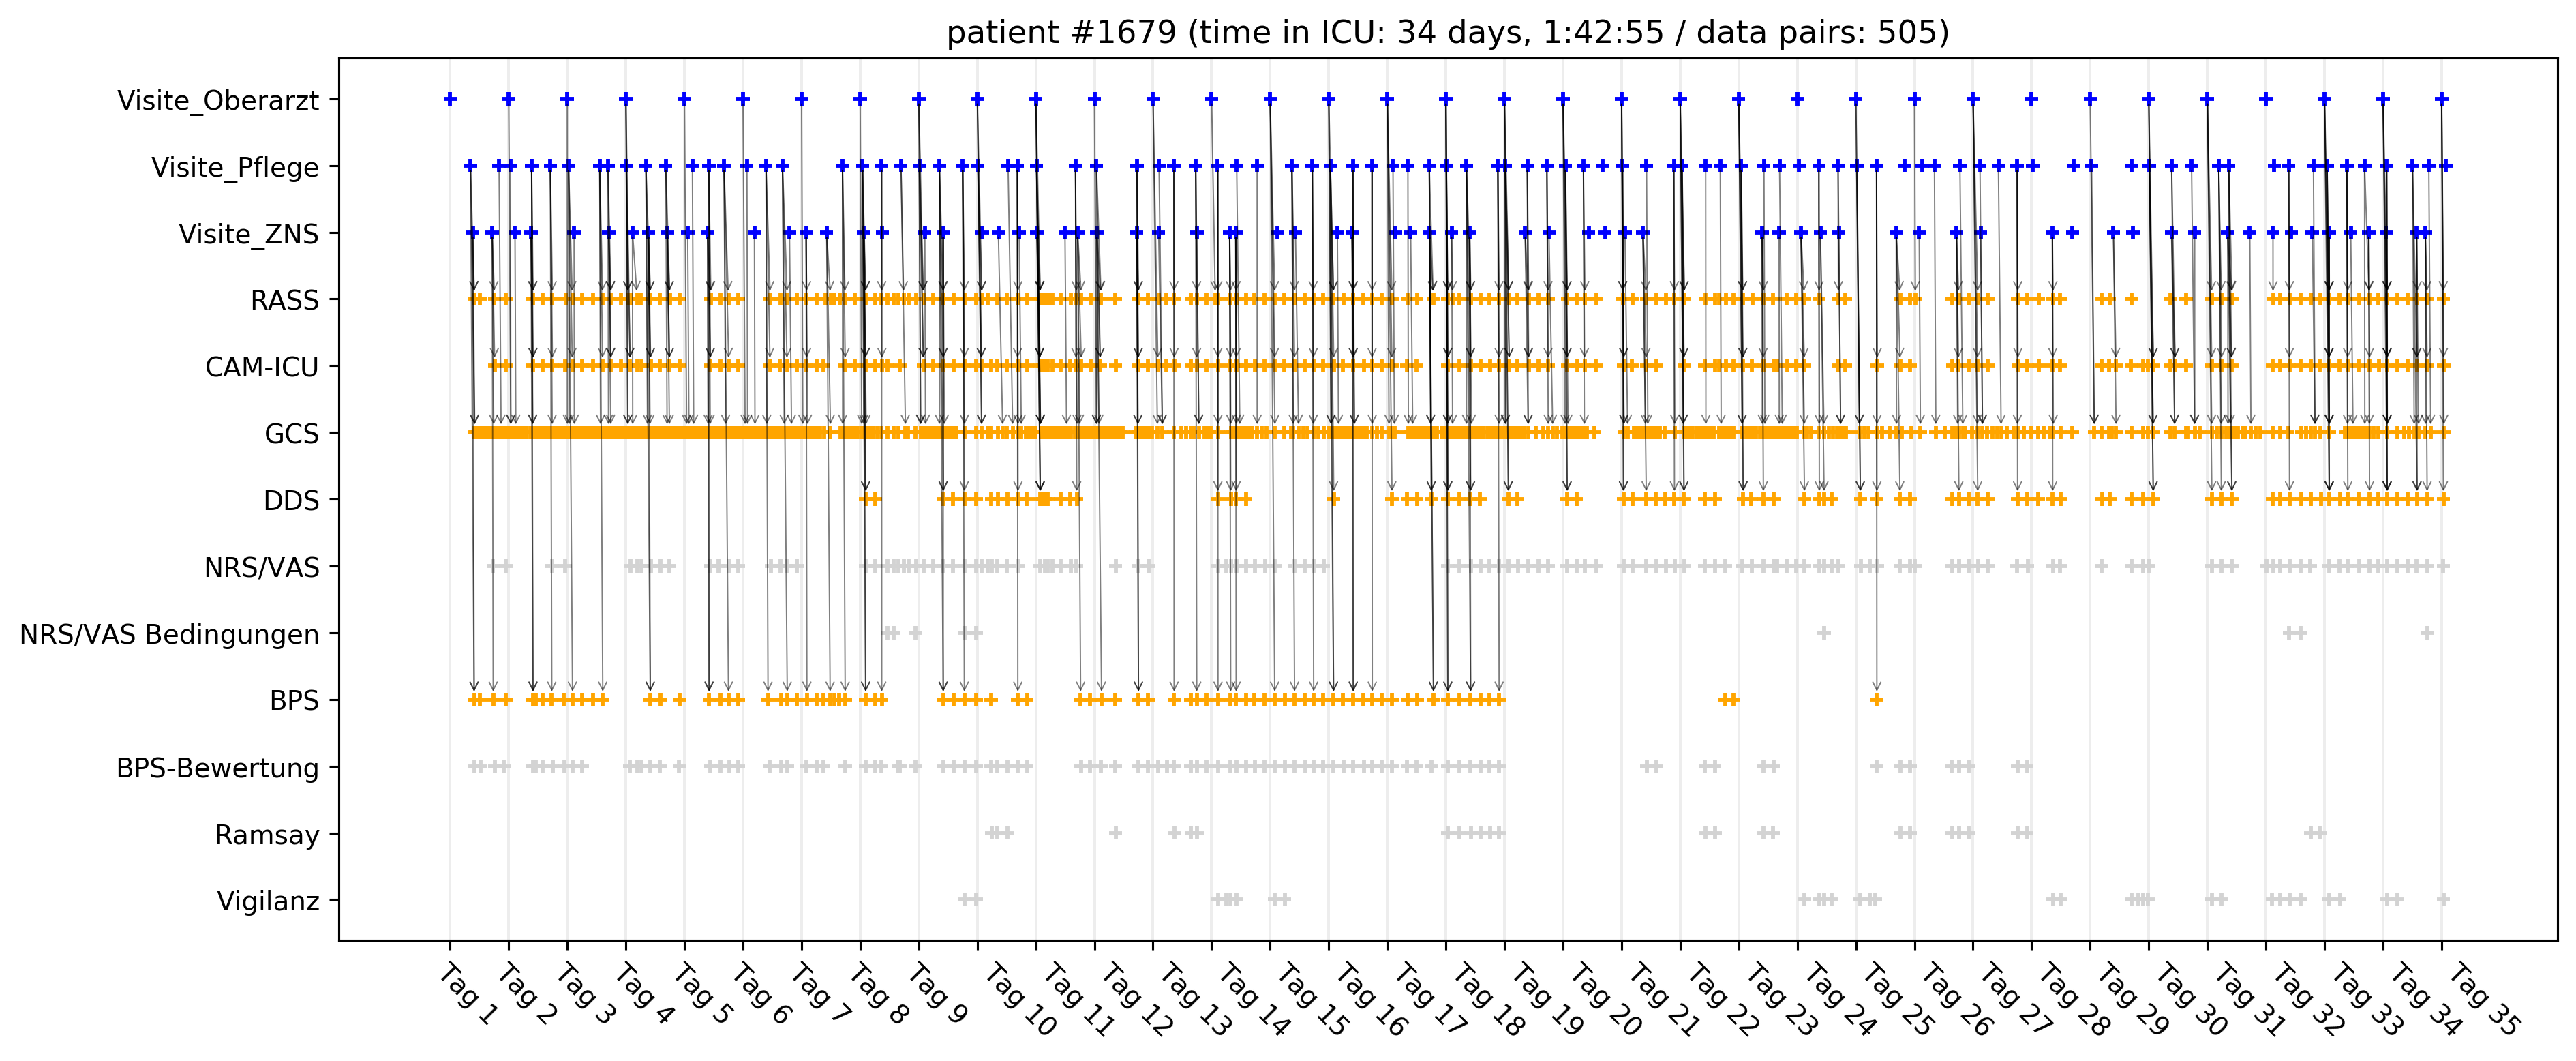 patient #1679 (time in ICU: 34 days, 1:42:55 / data pairs: 505)
Visite_Oberarzt
Visite_Pflege
Visite_ZNS
RASS
CAM-ICU
GCS
DDS
NRS/VAS
NRS/VAS Bedingungen
BPS
BPS-Bewertung
Ramsay
Vigilanz
Tag 1
Tag 2
Tag 3
Tag 4
Tag 5
Tag 6
Tag 7
Tag 8
Tag 9
Tag 10
Tag 11
Tag 12
Tag 13
Tag 14
Tag 15
Tag 16
Tag 17
Tag 18
Tag 19
Tag 20
Tag 21
Tag 22
Tag 23
Tag 24
Tag 25
Tag 26
Tag 27
Tag 28
Tag 29
Tag 30
Tag 31
Tag 32
Tag 33
Tag 34
Tag 35